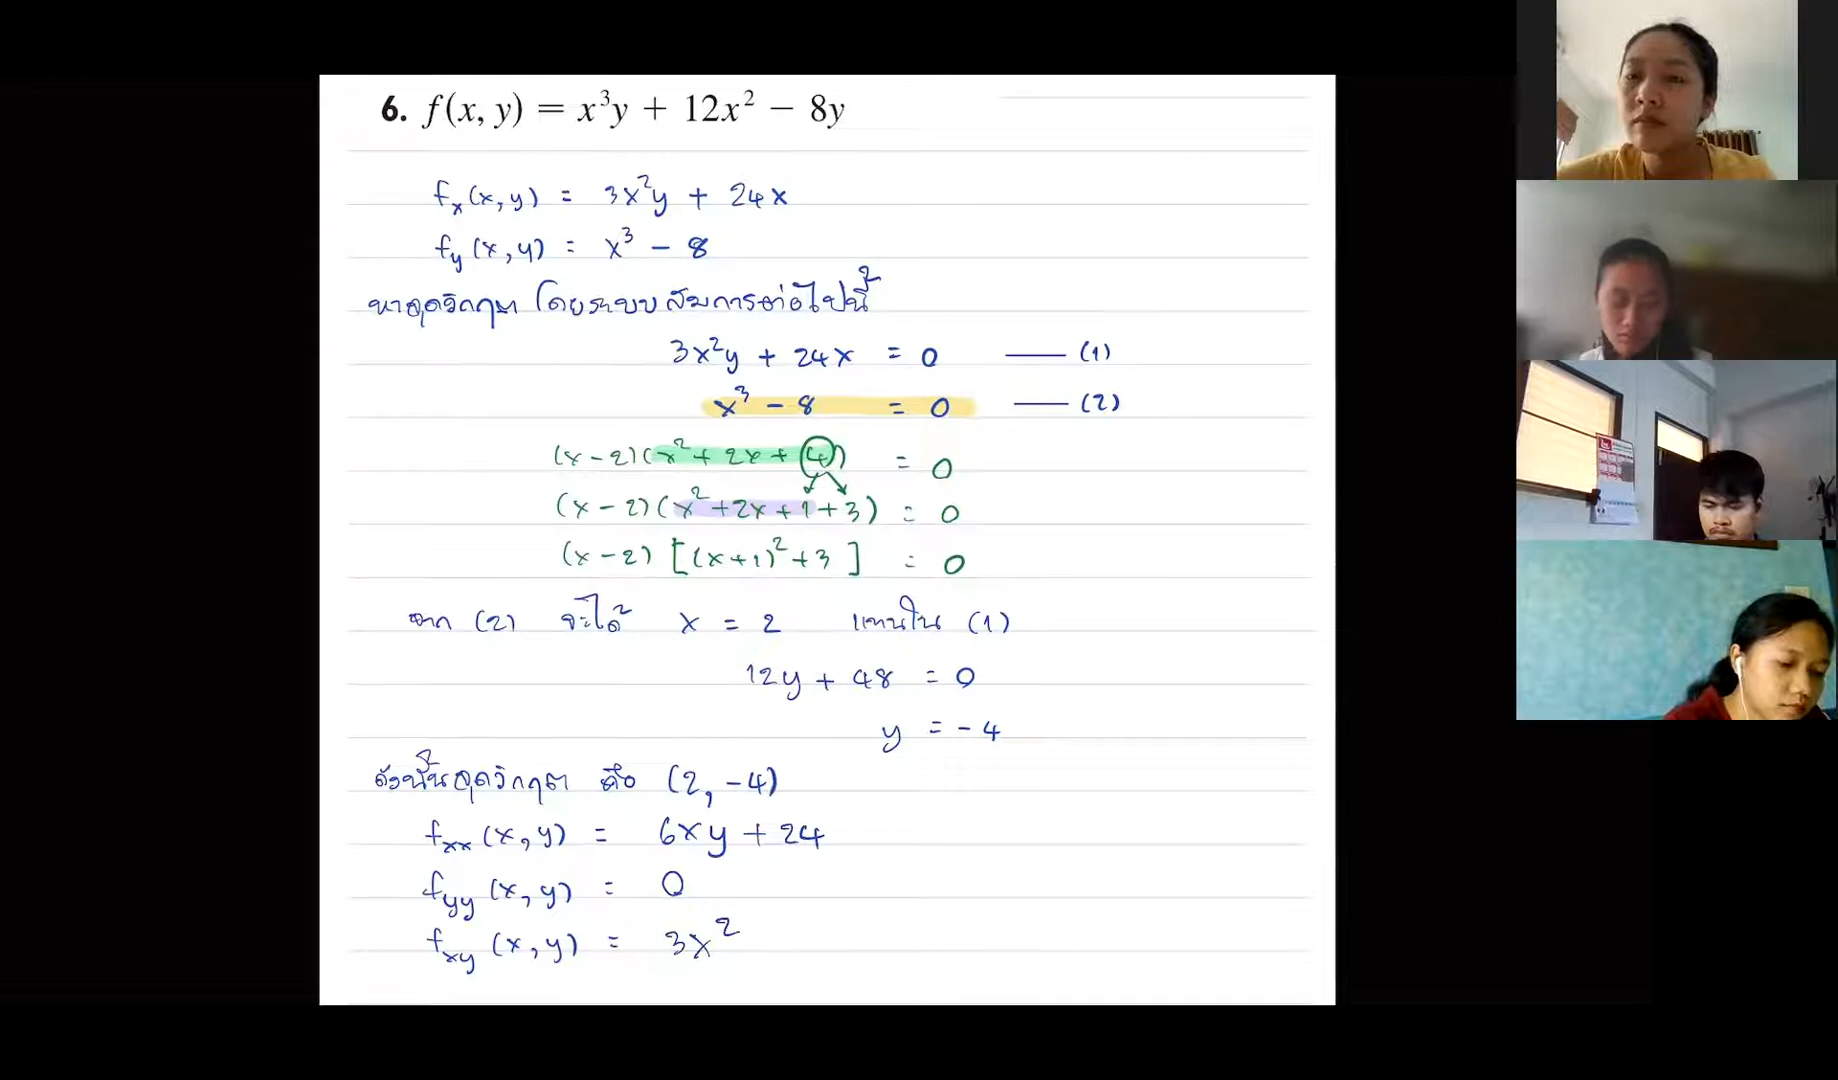 6. f(x, y) = x³y + 12x² − 8y
fₓ(x, y) = 3x²y + 24x
f_y(x, y) = x³ − 8
หาจุดวิกฤต โดยระบบสมการต่อไปนี้
3x²y + 24x = 0 —— (1)
x³ − 8 = 0 —— (2)
(x − 2)(x² + 2x + 4) = 0
(x − 2)(x² + 2x + 1 + 3) = 0
(x − 2)[(x + 1)² + 3] = 0
จาก (2) จะได้ x = 2 แทนใน (1)
12y + 48 = 0
y = −4
ดังนั้นจุดวิกฤต คือ (2, −4)
fₓₓ(x, y) = 6xy + 24
f_yy(x, y) = 0
f_xy(x, y) = 3x²